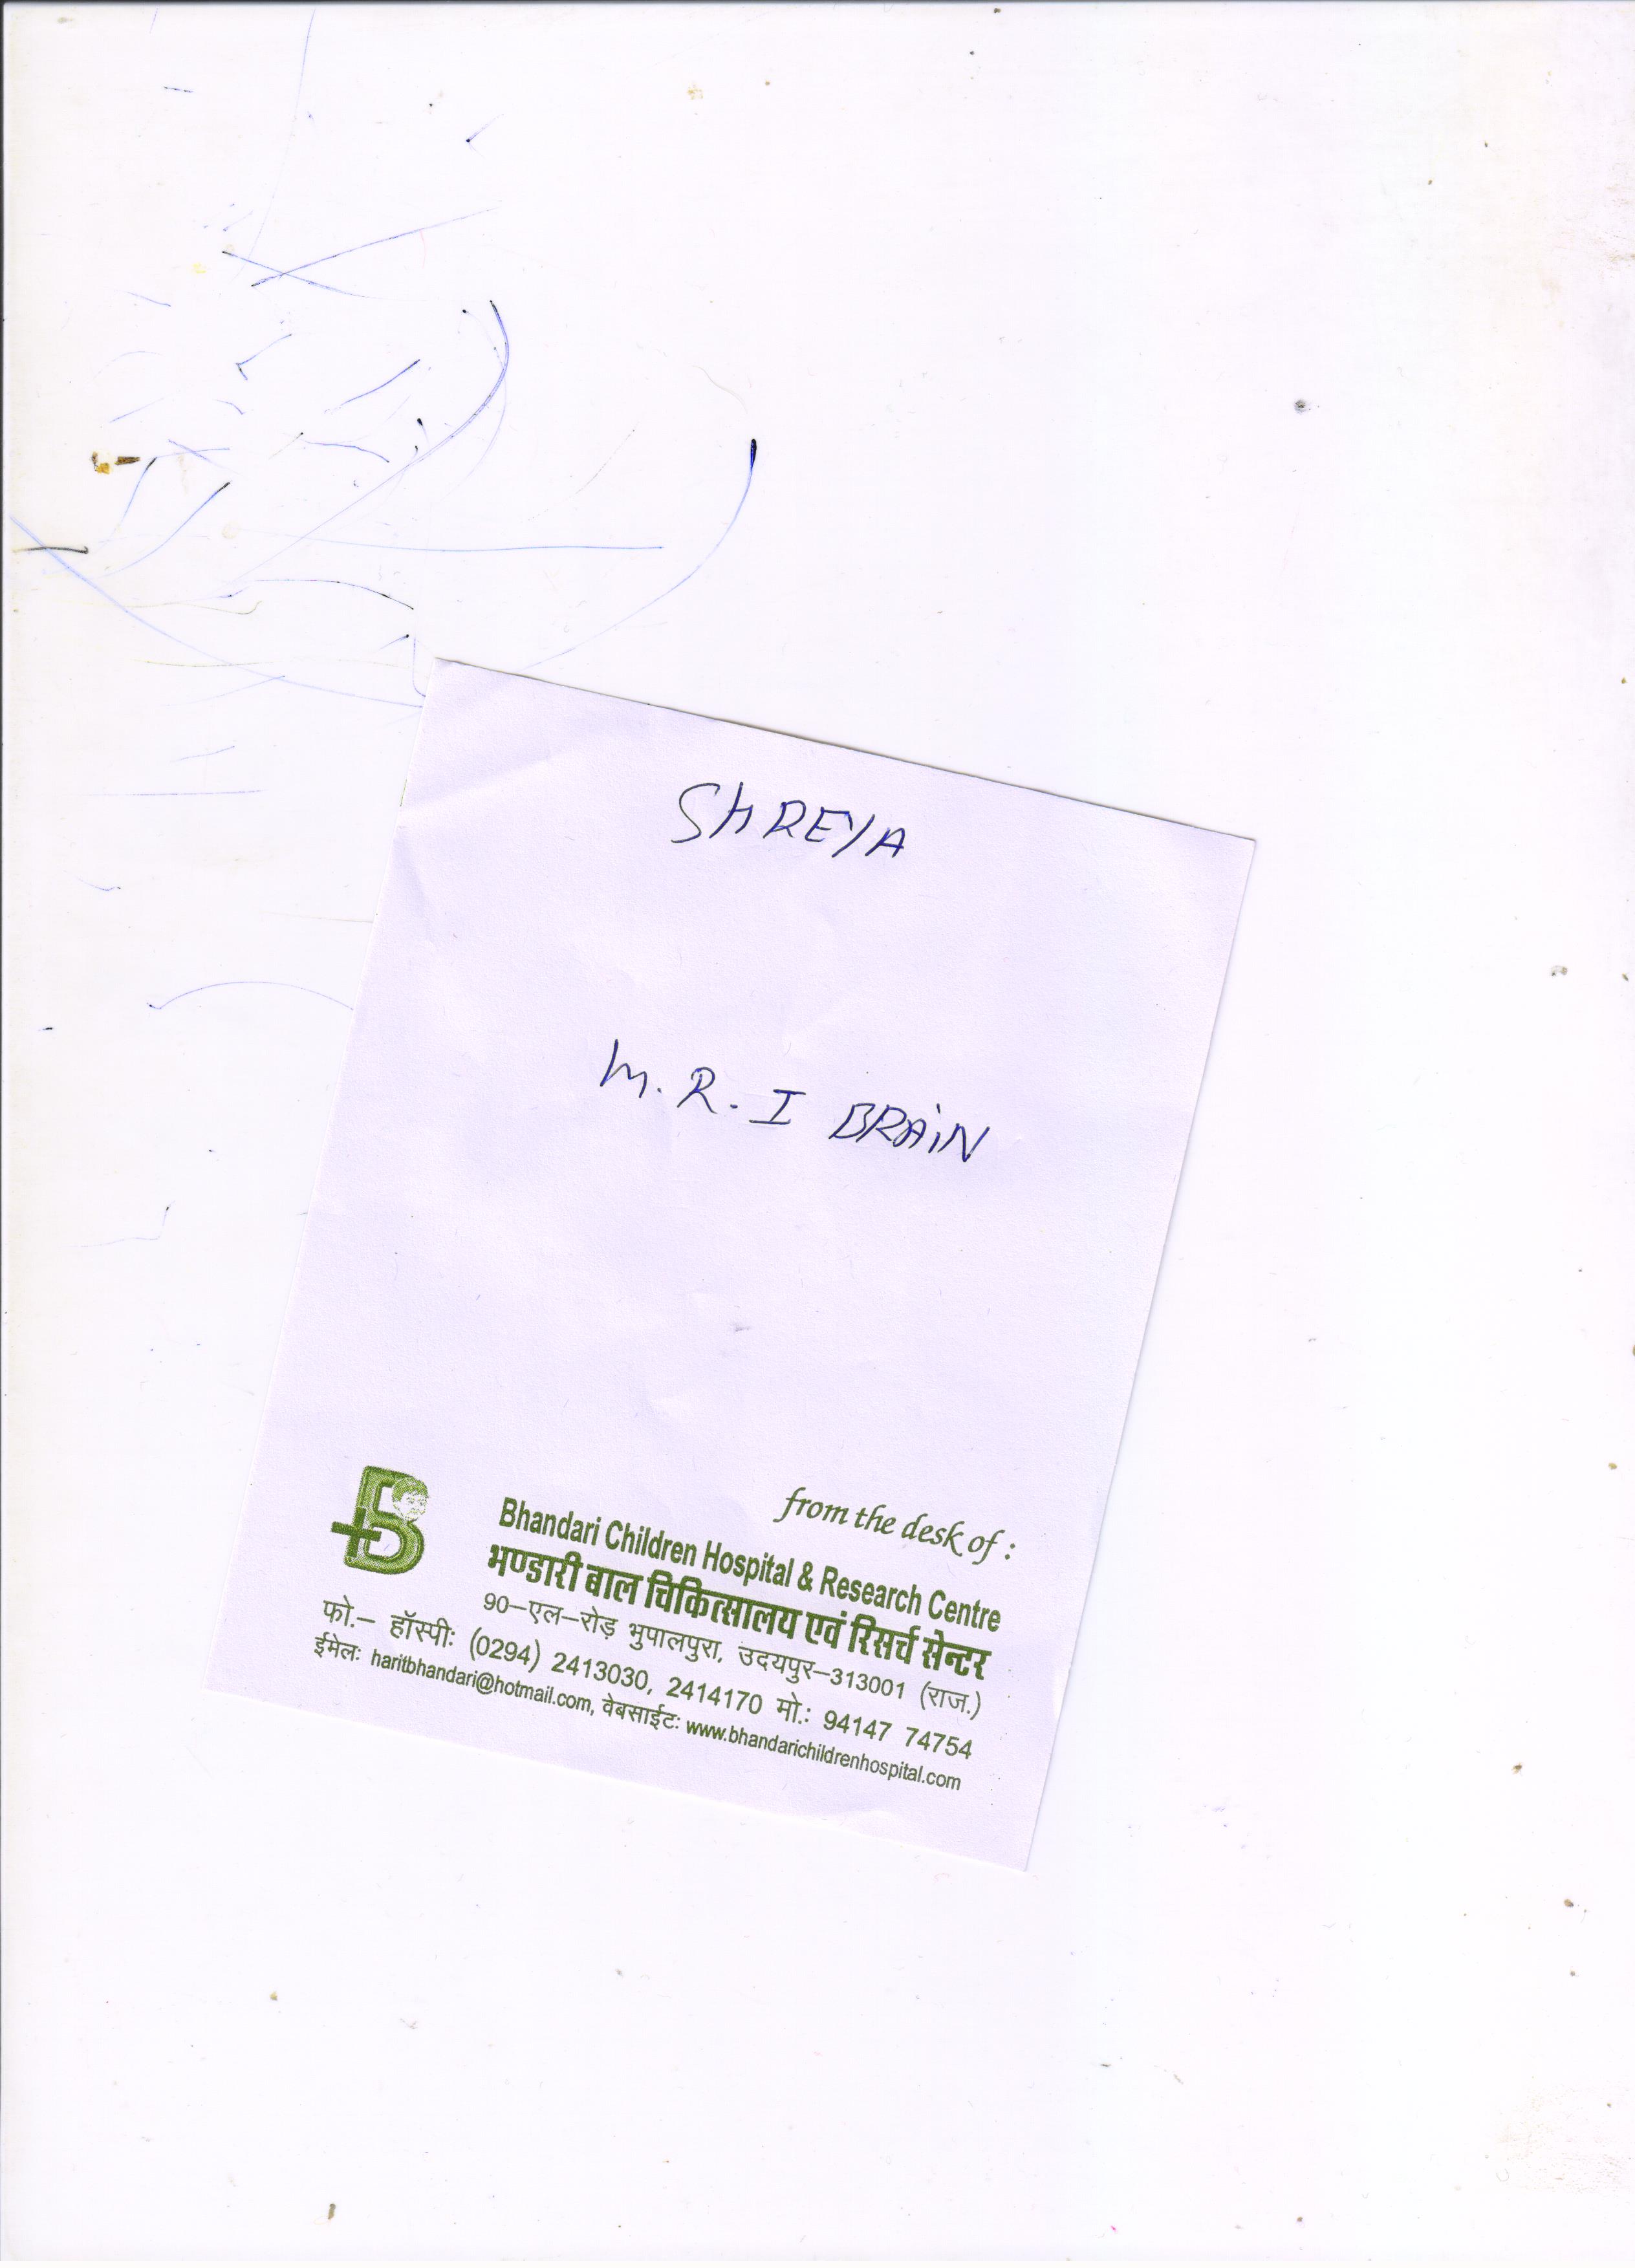 SHREYA
M.R.I BRAIN
from the desk of :
Bhandari Children Hospital & Research Centre
भण्डारी बाल चिकित्सालय एवं रिसर्च सेन्टर
90–एल–रोड़ भुपालपुरा, उदयपुर–313001 (राज.)
फो.– हॉस्पी: (0294) 2413030, 2414170 मो.: 94147 74754
ईमेल: haritbhandari@hotmail.com, वेबसाईट: www.bhandarichildrenhospital.com